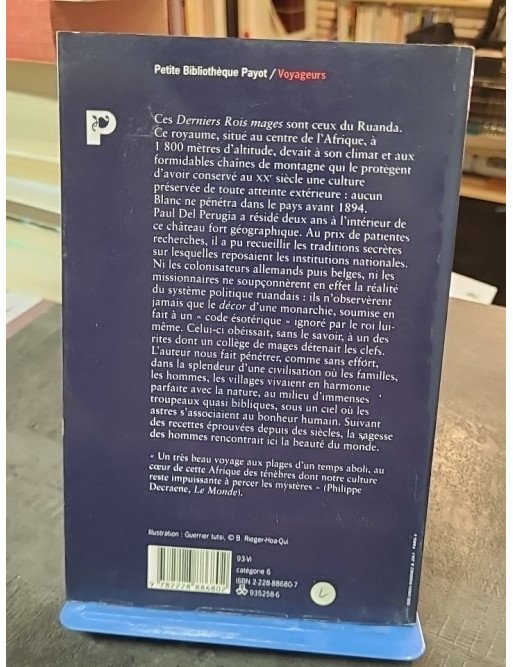 Petite Bibliothèque Payot / Voyageurs
P
Ces Derniers Rois mages sont ceux du Ruanda.
Ce royaume, situé au centre de l'Afrique, à
1 800 mètres d'altitude, devait à son climat et aux
formidables chaînes de montagne qui le protègent
d'avoir conservé au XXe siècle une culture
préservée de toute atteinte extérieure : aucun
Blanc ne pénétra dans le pays avant 1894.
Paul Del Perugia a résidé deux ans à l'intérieur de
ce château fort géographique. Au prix de patientes
recherches, il a pu recueillir les traditions secrètes
sur lesquelles reposaient les institutions nationales.
Ni les colonisateurs allemands puis belges, ni les
missionnaires ne soupçonnèrent en effet la réalité
du système politique ruandais : ils n'observèrent
jamais que le décor d'une monarchie, soumise en
fait à un « code ésotérique » ignoré par le roi lui-
même. Celui-ci obéissait, sans le savoir, à un des
rites dont un collège de mages détenait les clefs.
L'auteur nous fait pénétrer, comme sans effort,
dans la splendeur d'une civilisation où les familles,
les hommes, les villages vivaient en harmonie
parfaite avec la nature, au milieu d'immenses
troupeaux quasi bibliques, sous un ciel où les
astres s'associaient au bonheur humain. Suivant
des recettes éprouvées depuis des siècles, la sagesse
des hommes rencontrait ici la beauté du monde.
« Un très beau voyage aux plages d'un temps aboli, au
cœur de cette Afrique des ténèbres dont notre culture
reste impuissante à percer les mystères » (Philippe
Decraene, Le Monde).
Illustration : Guerrier tutsi, © B. Rieger-Hoa-Qui
93-VI
catégorie 6
ISBN 2-228-88680-7
935258-6
9 782228 886802